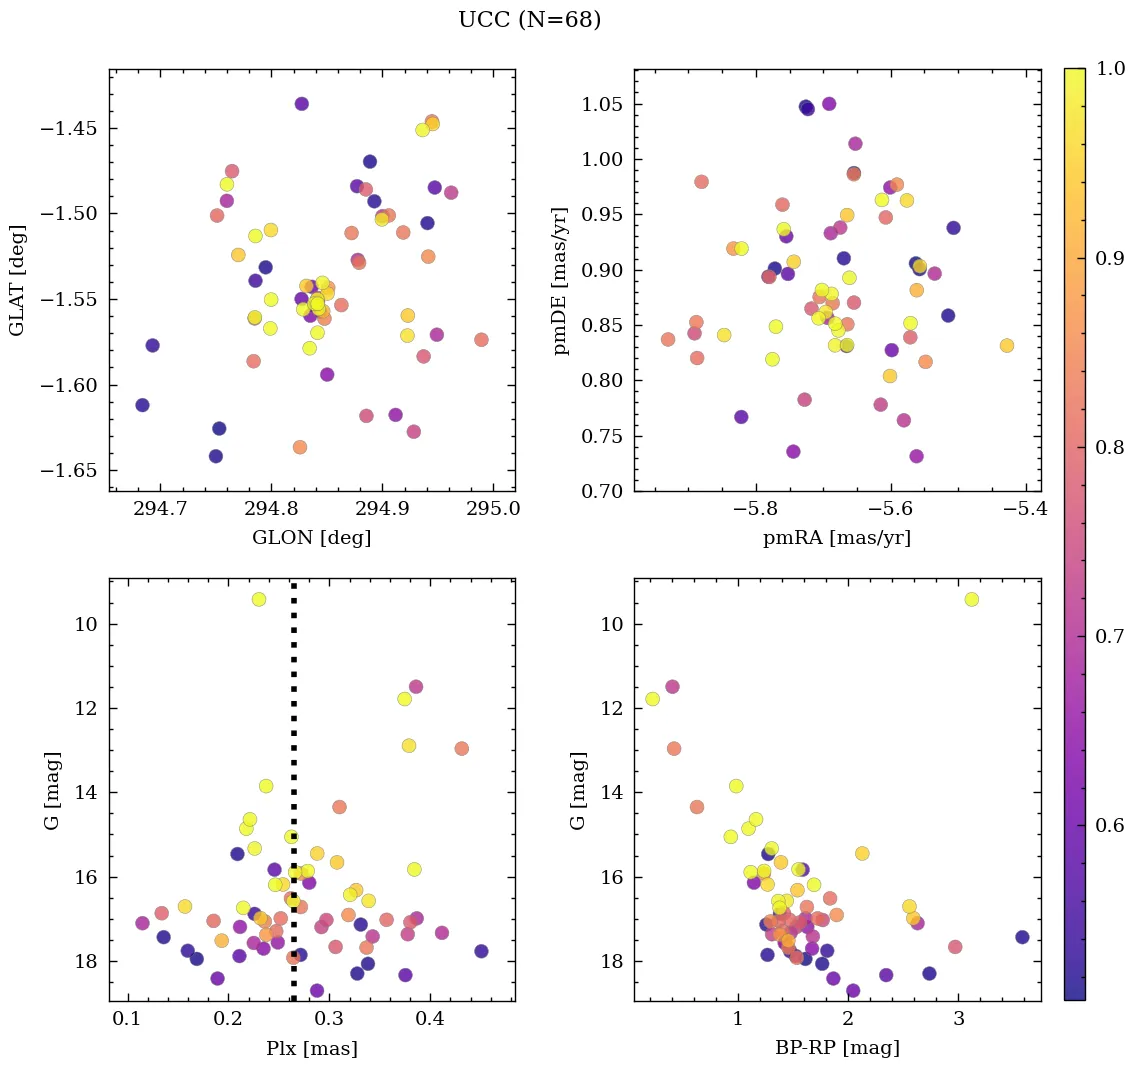 UCC (N=68)
−1.45
−1.50
−1.55
−1.60
−1.65
GLAT [deg]
294.7 294.8 294.9 295.0
GLON [deg]
1.05
1.00
0.95
0.90
0.85
0.80
0.75
0.70
pmDE [mas/yr]
−5.8 −5.6 −5.4
pmRA [mas/yr]
1.0
0.9
0.8
0.7
0.6
10
12
14
16
18
G [mag]
0.1 0.2 0.3 0.4
Plx [mas]
10
12
14
16
18
G [mag]
1 2 3
BP-RP [mag]